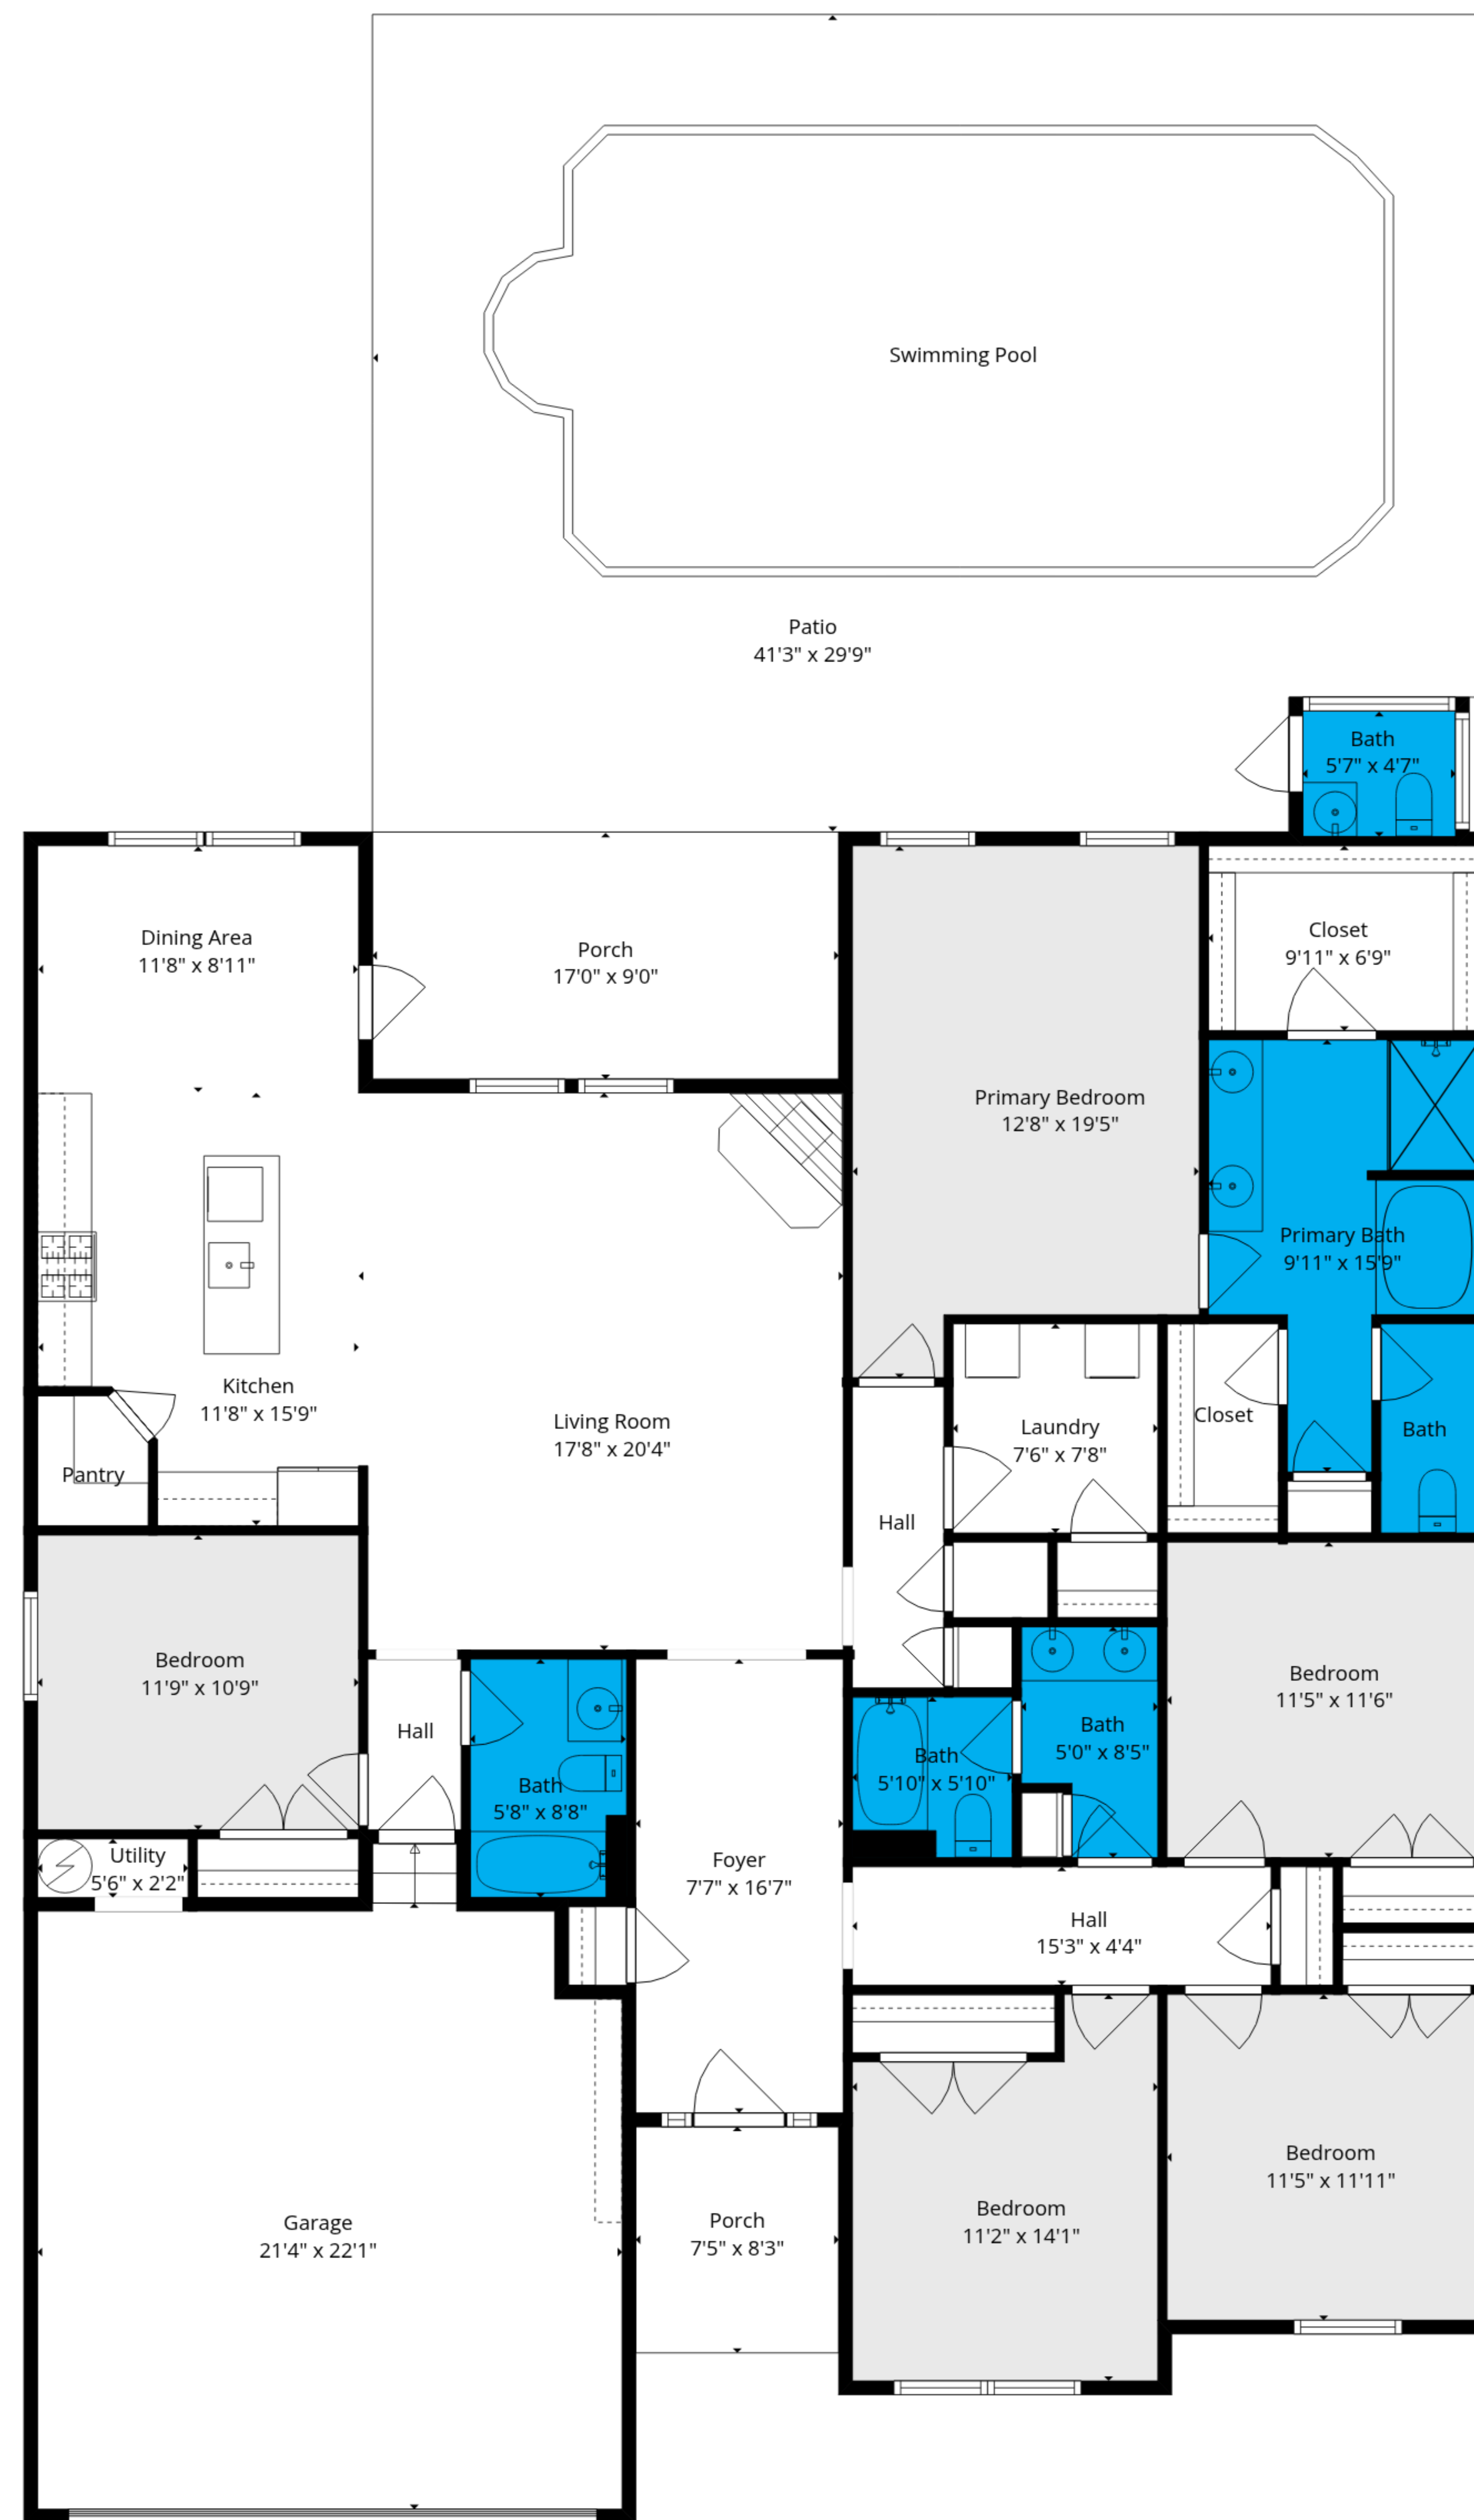 Swimming Pool
Patio
41'3" x 29'9"
Bath
5'7" x 4'7"
Dining Area
11'8" x 8'11"
Porch
17'0" x 9'0"
Closet
9'11" x 6'9"
Primary Bedroom
12'8" x 19'5"
Primary Bath
9'11" x 15'9"
Kitchen
11'8" x 15'9"
Living Room
17'8" x 20'4"
Laundry
7'6" x 7'8"
Closet
Bath
Pantry
Hall
Bedroom
11'9" x 10'9"
Hall
Bath
5'8" x 8'8"
Bath
5'10" x 5'10"
Bath
5'0" x 8'5"
Bedroom
11'5" x 11'6"
Utility
5'6" x 2'2"
Foyer
7'7" x 16'7"
Hall
15'3" x 4'4"
Garage
21'4" x 22'1"
Porch
7'5" x 8'3"
Bedroom
11'2" x 14'1"
Bedroom
11'5" x 11'11"